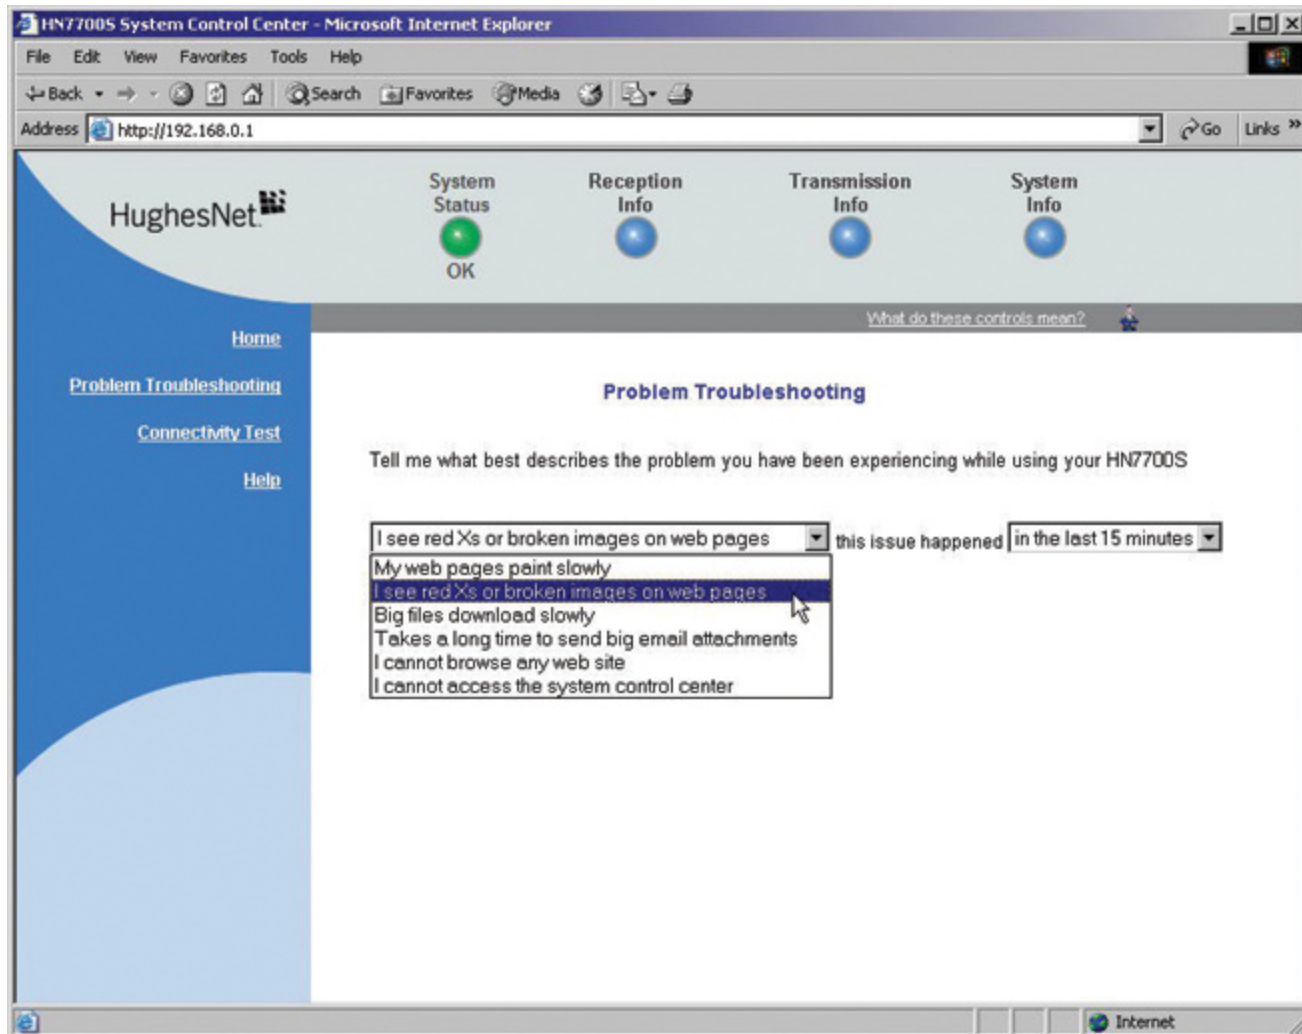 HN7700S System Control Center - Microsoft Internet Explorer
File Edit View Favorites Tools Help
Back Search Favorites Media
Address http://192.168.0.1 Go Links »
HughesNet.
System Status OK
Reception Info
Transmission Info
System Info
What do these controls mean?
Home
Problem Troubleshooting
Connectivity Test
Help
Problem Troubleshooting
Tell me what best describes the problem you have been experiencing while using your HN7700S
I see red Xs or broken images on web pages this issue happened in the last 15 minutes
My web pages paint slowly
I see red Xs or broken images on web pages
Big files download slowly
Takes a long time to send big email attachments
I cannot browse any web site
I cannot access the system control center
Internet